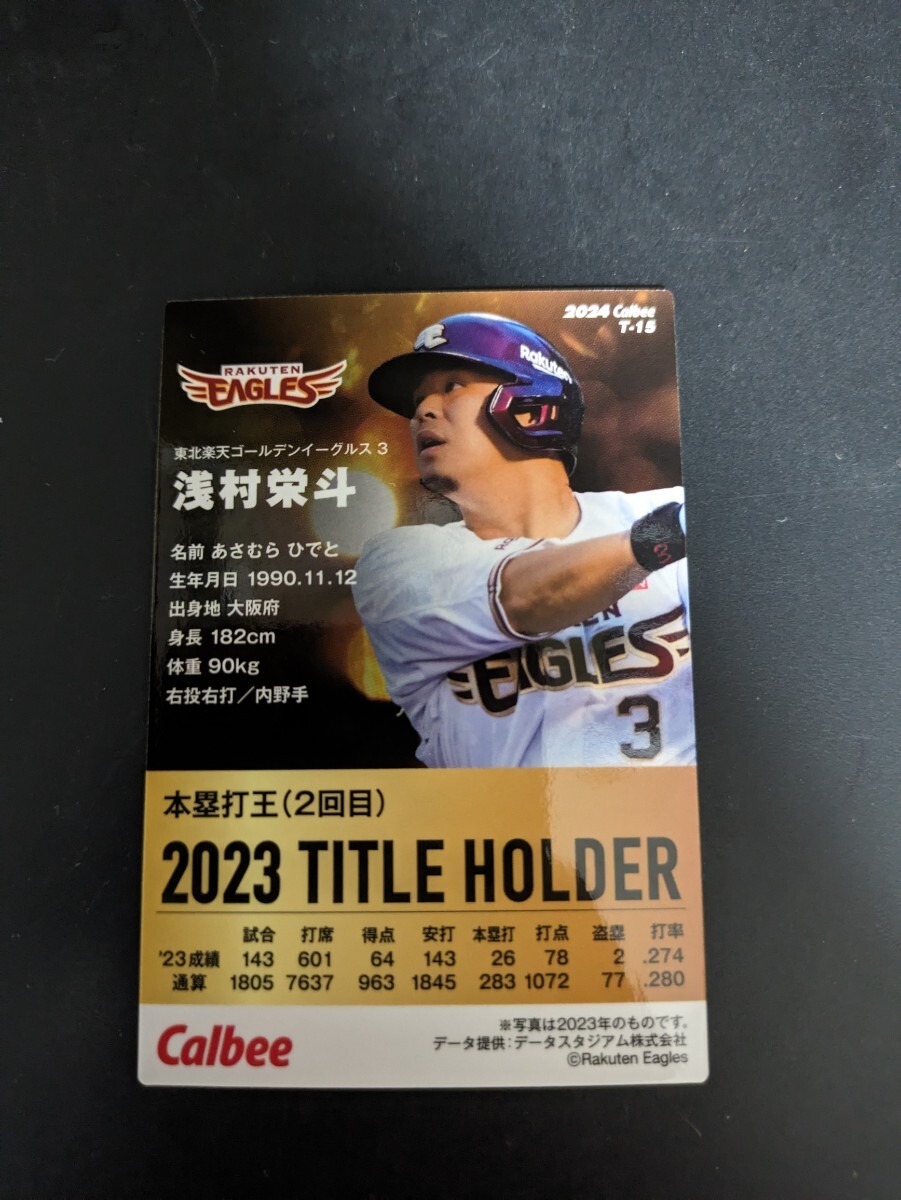 2024 Calbee
T-15
RAKUTEN
EAGLES
Rakuten
東北楽天ゴールデンイーグルス 3
浅村栄斗
名前 あさむら ひでと
生年月日 1990.11.12
出身地 大阪府
身長 182cm
体重 90kg
右投右打／内野手
3
EAGLES
3
本塁打王(2回目)
2023 TITLE HOLDER
試合 打席 得点 安打 本塁打 打点 盗塁 打率
'23成績 143 601 64 143 26 78 2 .274
通算 1805 7637 963 1845 283 1072 77 .280
Calbee
※写真は2023年のものです。
データ提供:データスタジアム株式会社
©Rakuten Eagles